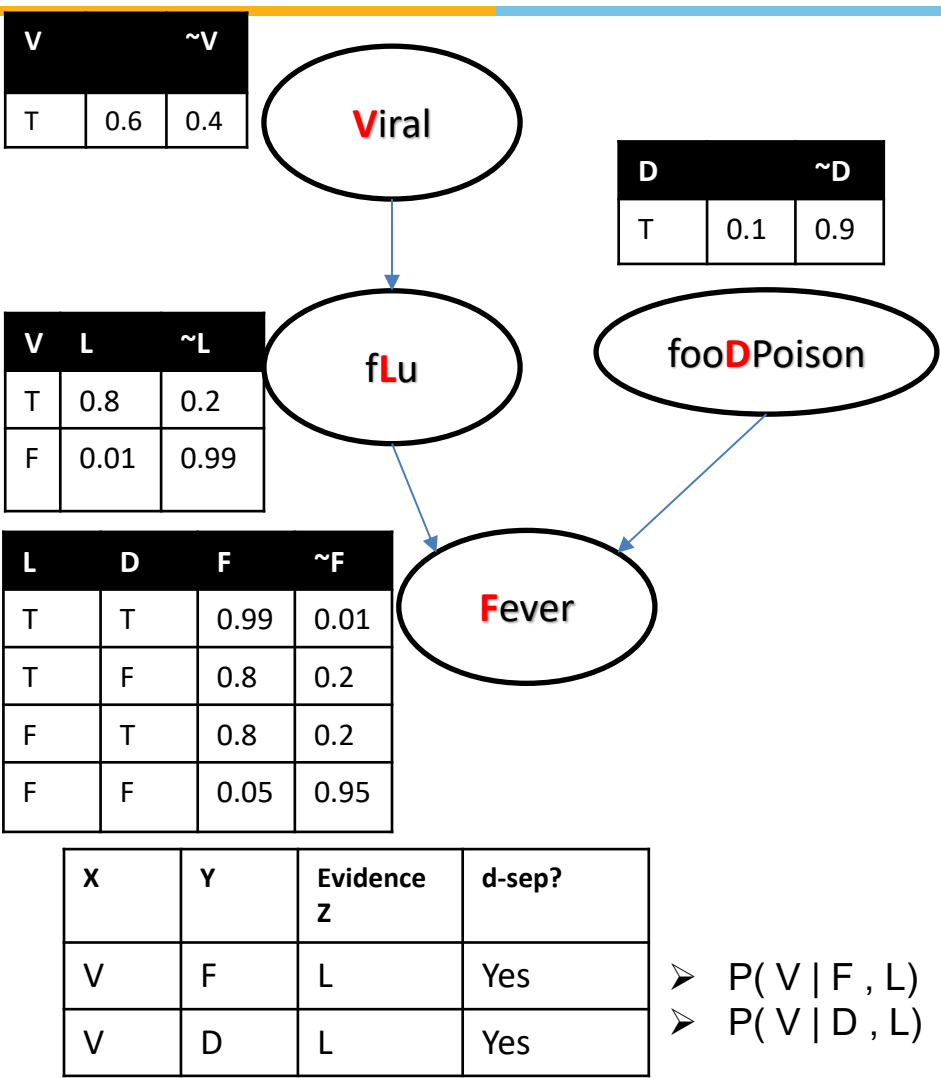 V ~V
T 0.6 0.4
Viral
D ~D
T 0.1 0.9
V L ~L
T 0.8 0.2
F 0.01 0.99
fLu
fooDPoison
L D F ~F
T T 0.99 0.01
T F 0.8 0.2
F T 0.8 0.2
F F 0.05 0.95
Fever
X Y Evidence d-sep?
Z
V F L Yes
V D L Yes
➢ P( V | F , L)
➢ P( V | D , L)